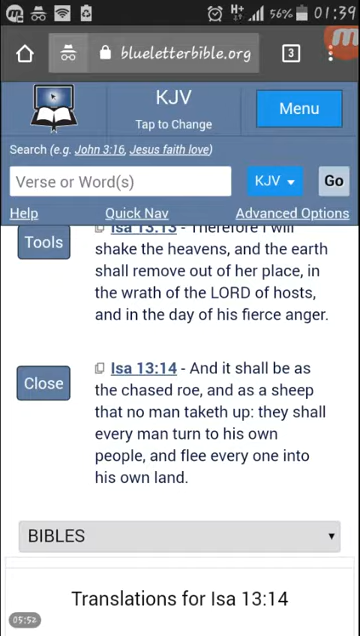 56% 01:39
blueletterbible.org 3
KJV
Tap to Change
Menu
Search (e.g. John 3:16, Jesus faith love)
Verse or Word(s)
KJV
Go
Help Quick Nav Advanced Options
Tools
Isa 13:13 - Therefore I will
shake the heavens, and the earth
shall remove out of her place, in
the wrath of the LORD of hosts,
and in the day of his fierce anger.
Close
Isa 13:14 - And it shall be as
the chased roe, and as a sheep
that no man taketh up: they shall
every man turn to his own
people, and flee every one into
his own land.
BIBLES
Translations for Isa 13:14
05:52